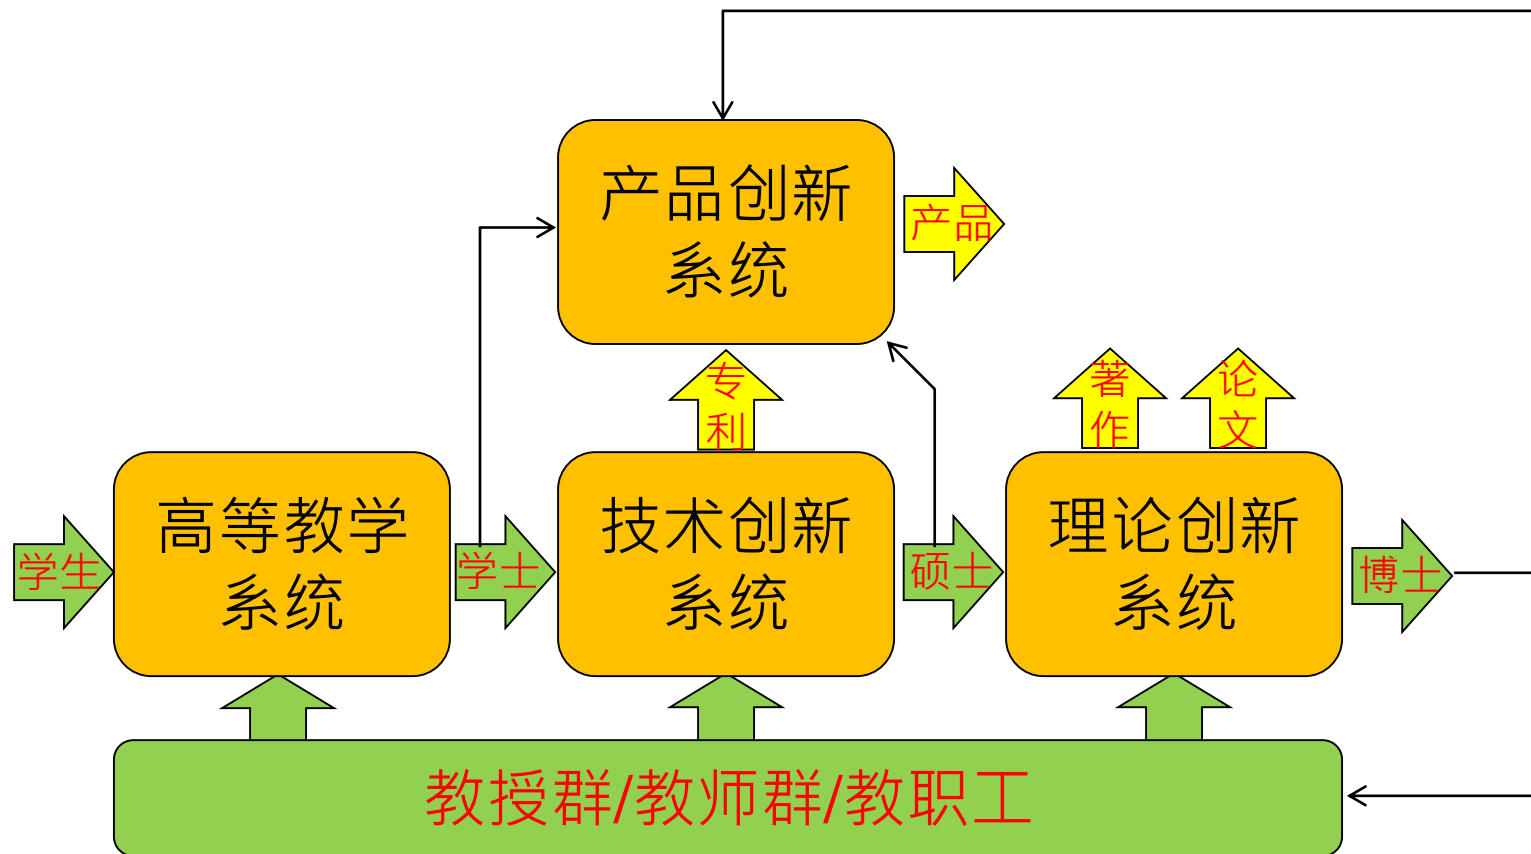 产品创新
系统
产品
专
利
著
作
论
文
学生
高等教学
系统
学士
技术创新
系统
硕士
理论创新
系统
博士
教授群/教师群/教职工